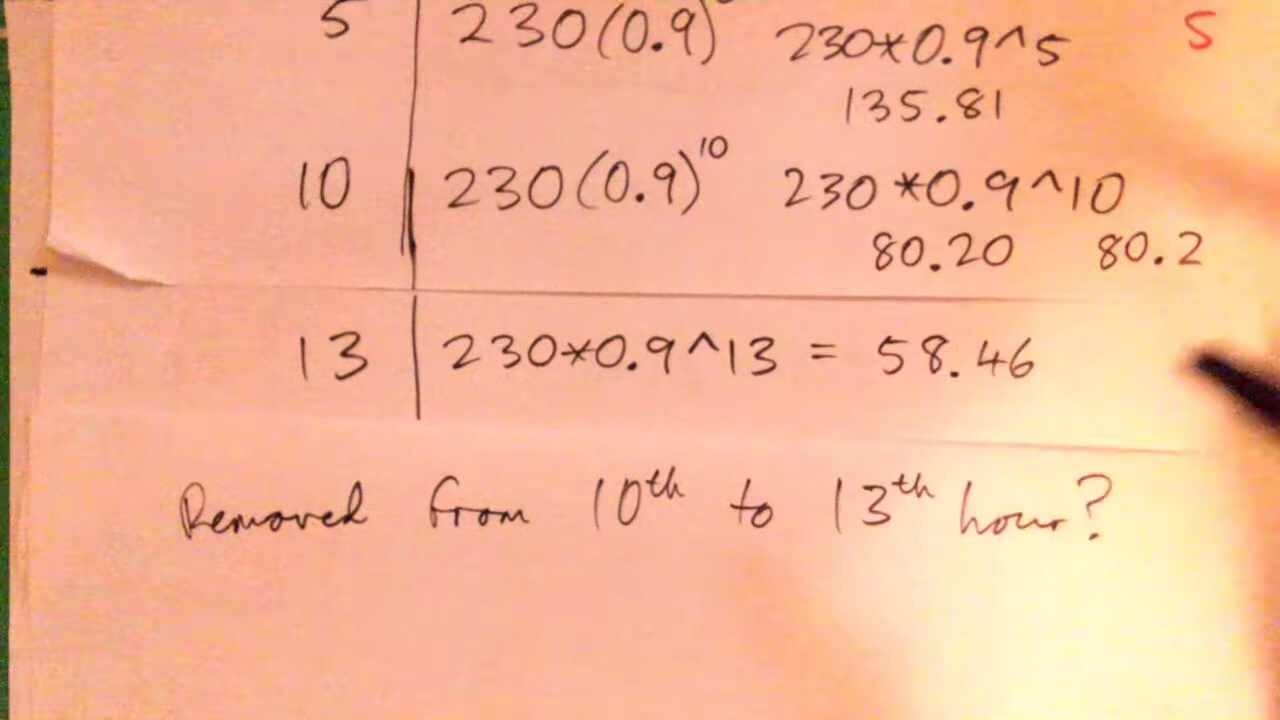 5 230(0.9) 230*0.9^5 5
135.81
10 230(0.9)^10 230*0.9^10
80.20 80.2
13 230*0.9^13 = 58.46
Removed from 10th to 13th hour?